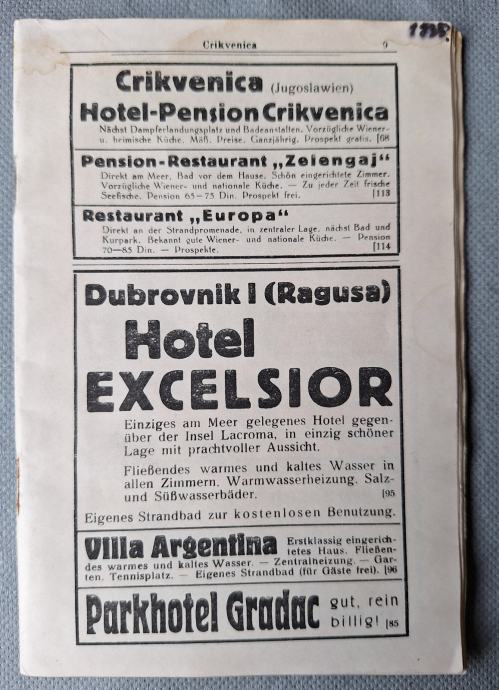 Crikvenica 9
1938.
Crikvenica (Jugoslawien)
Hotel-Pension Crikvenica
Nächst Dampferlandungsplatz und Badeanstalten. Vorzügliche Wiener-
u. heimische Küche. Mäß. Preise. Ganzjährig. Prospekt gratis. [68
Pension-Restaurant „Zelengaj“
Direkt am Meer, Bad vor dem Hause. Schön eingerichtete Zimmer.
Vorzügliche Wiener- und nationale Küche. — Zu jeder Zeit frische
Seefische. Pension 65—75 Din. Prospekt frei. [113
Restaurant „Europa“
Direkt an der Strandpromenade, in zentraler Lage, nächst Bad und
Kurpark. Bekannt gute Wiener- und nationale Küche. — Pension
70—85 Din. — Prospekte. [114
Dubrovnik I (Ragusa)
Hotel
EXCELSIOR
Einziges am Meer gelegenes Hotel gegen-
über der Insel Lacroma, in einzig schöner
Lage mit prachtvoller Aussicht.
Fließendes warmes und kaltes Wasser in
allen Zimmern. Warmwasserheizung. Salz-
und Süßwasserbäder. [95
Eigenes Strandbad zur kostenlosen Benutzung.
Villa Argentina Erstklassig eingerich-
tetes Haus. Fließen-
des warmes und kaltes Wasser. — Zentralheizung. — Gar-
ten. Tennisplatz. — Eigenes Strandbad (für Gäste frei). [96
Parkhotel Gradac gut, rein
billig! [85